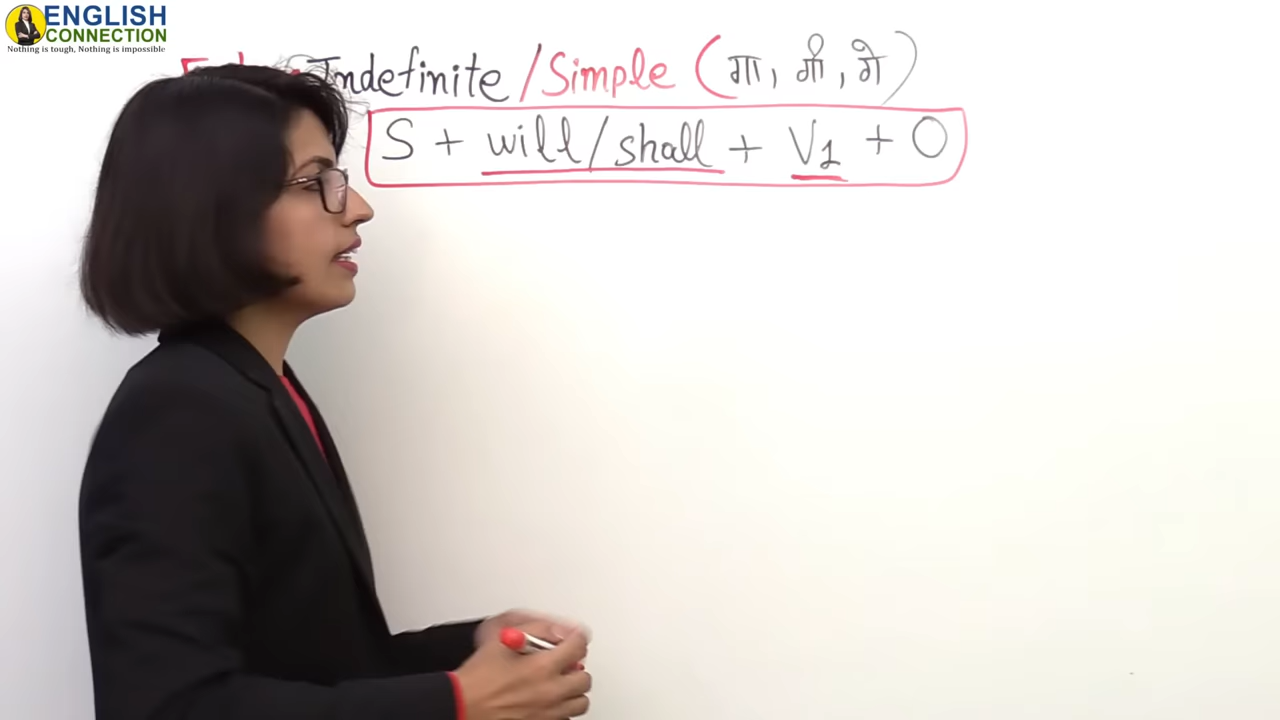 ENGLISH
CONNECTION
Nothing is tough, Nothing is impossible
Indefinite / Simple (गा, गी, गे)
S + will/shall + V1 + O